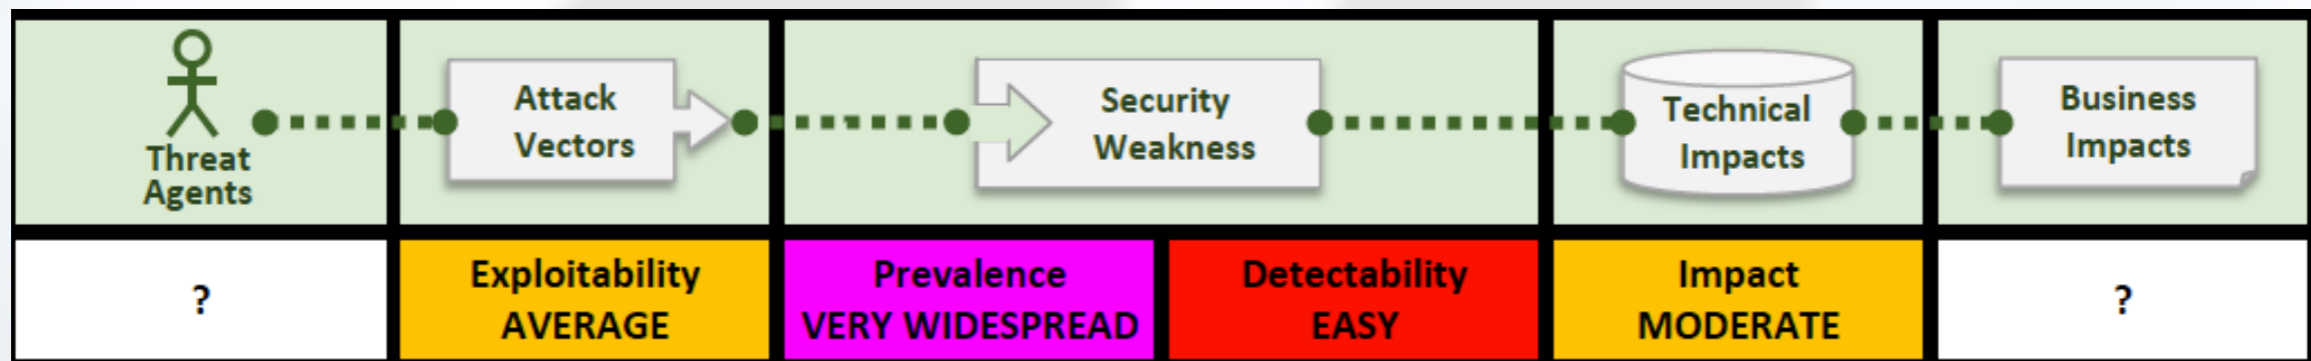 Threat
Agents
Attack
Vectors
Security
Weakness
Technical
Impacts
Business
Impacts
?
Exploitability
AVERAGE
Prevalence
VERY WIDESPREAD
Detectability
EASY
Impact
MODERATE
?